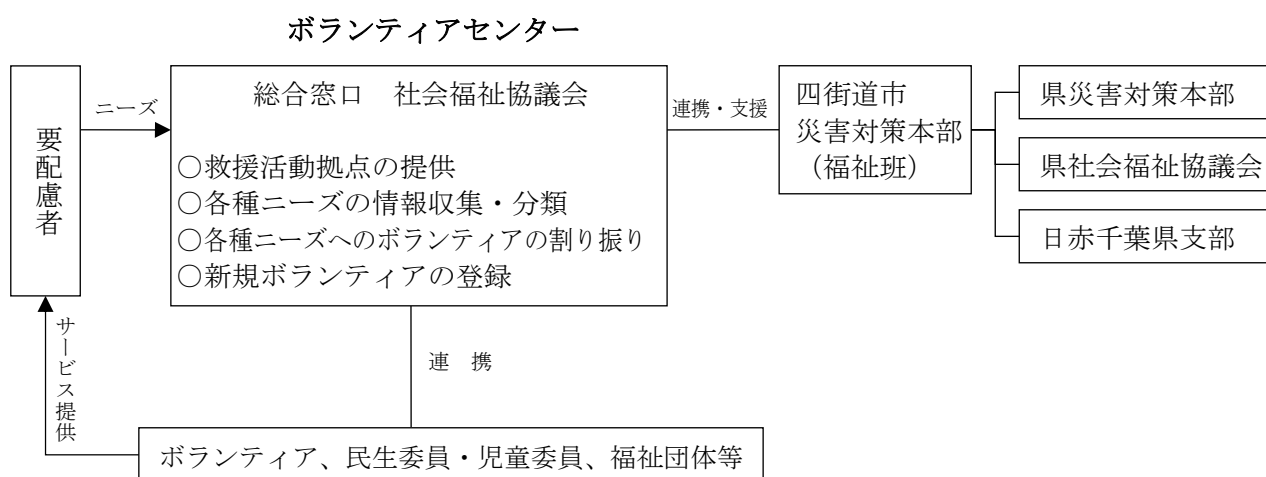 ボランティアセンター
要配慮者
ニーズ
総合窓口　社会福祉協議会
○救援活動拠点の提供
○各種ニーズの情報収集・分類
○各種ニーズへのボランティアの割り振り
○新規ボランティアの登録
連携・支援
四街道市
災害対策本部
（福祉班）
県災害対策本部
県社会福祉協議会
日赤千葉県支部
サービス提供
連　携
ボランティア、民生委員・児童委員、福祉団体等